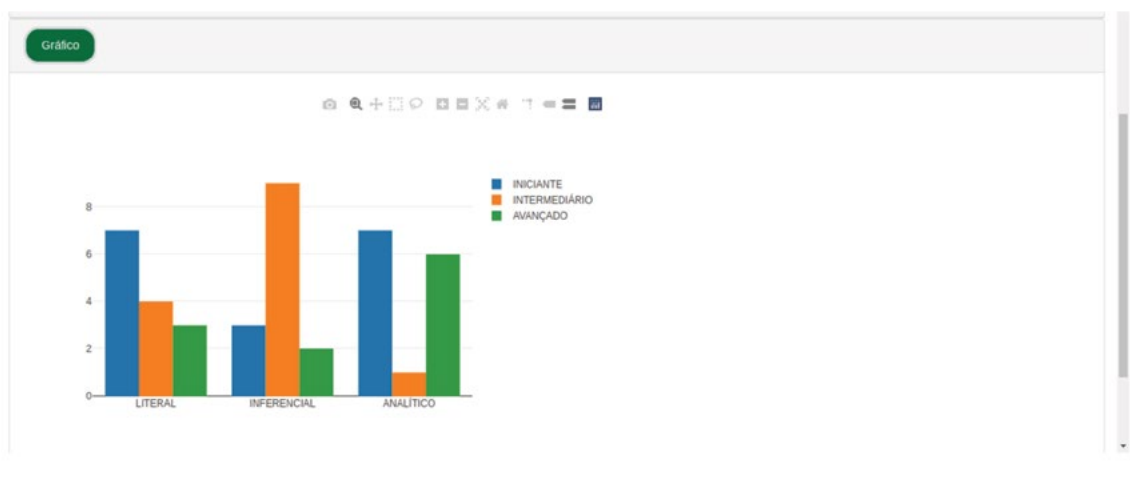 Gráfico
INICIANTE
INTERMEDIÁRIO
AVANÇADO
8
6
4
2
0
LITERAL INFERENCIAL ANALÍTICO